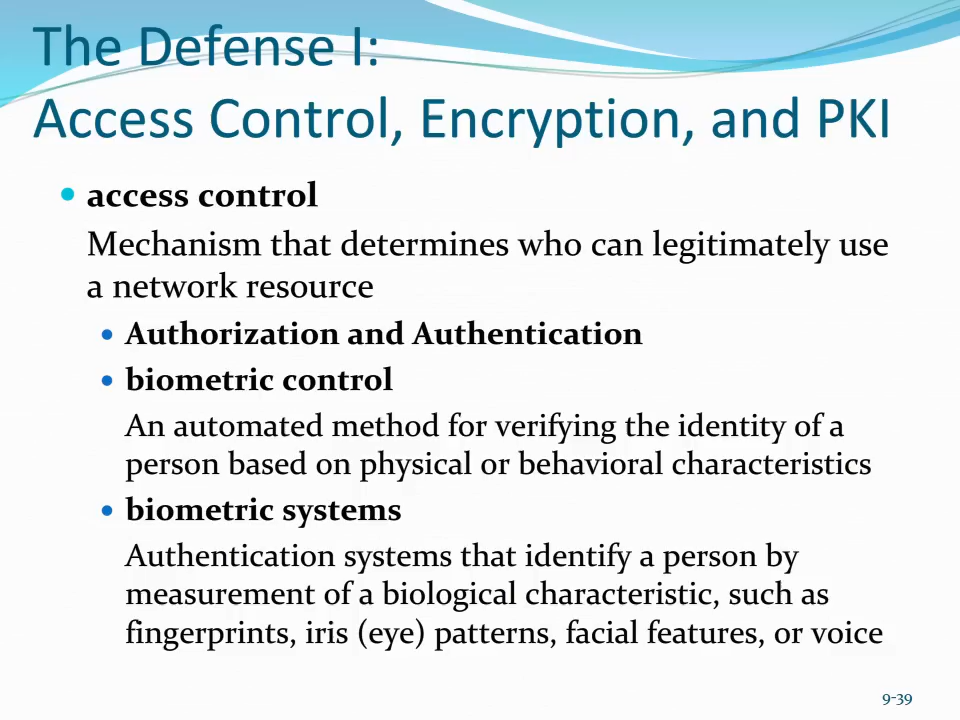 The Defense I:
Access Control, Encryption, and PKI
• access control
Mechanism that determines who can legitimately use
a network resource
• Authorization and Authentication
• biometric control
An automated method for verifying the identity of a
person based on physical or behavioral characteristics
• biometric systems
Authentication systems that identify a person by
measurement of a biological characteristic, such as
fingerprints, iris (eye) patterns, facial features, or voice
9-39